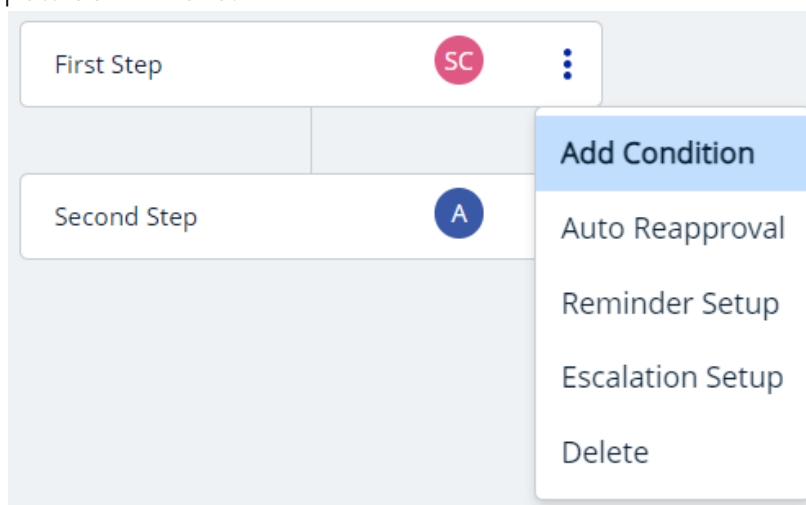 First Step
SC
Add Condition
Second Step
A
Auto Reapproval
Reminder Setup
Escalation Setup
Delete